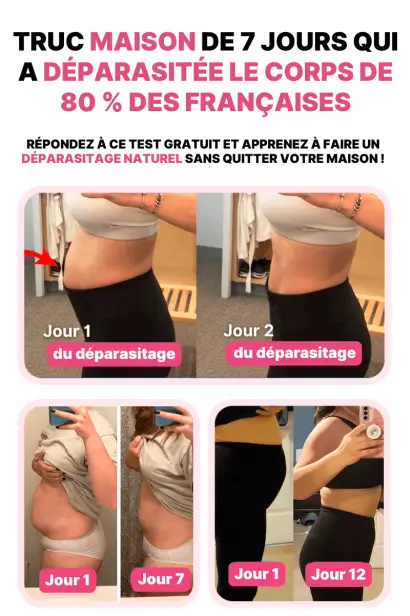 TRUC MAISON DE 7 JOURS QUI
A DÉPARASITÉE LE CORPS DE
80 % DES FRANÇAISES
RÉPONDEZ À CE TEST GRATUIT ET APPRENEZ À FAIRE UN
DÉPARASITAGE NATUREL SANS QUITTER VOTRE MAISON !
Jour 1
du déparasitage
Jour 2
du déparasitage
Jour 1
Jour 7
Jour 1
Jour 12